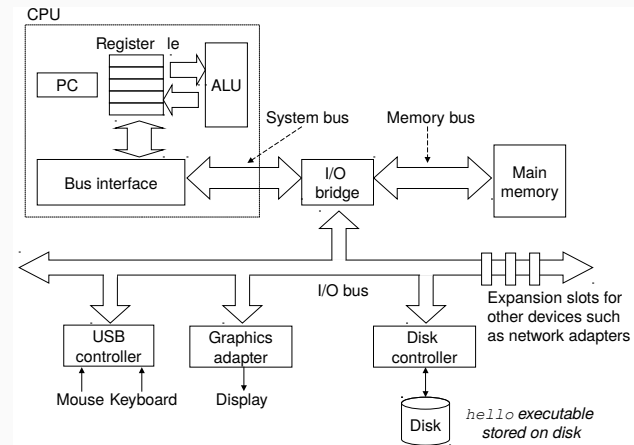 CPU
Register le
PC
ALU
System bus
Memory bus
Bus interface
I/O
bridge
Main
memory
I/O bus
Expansion slots for
other devices such
as network adapters
USB
controller
Graphics
adapter
Disk
controller
Mouse Keyboard
Display
Disk
hello executable
stored on disk